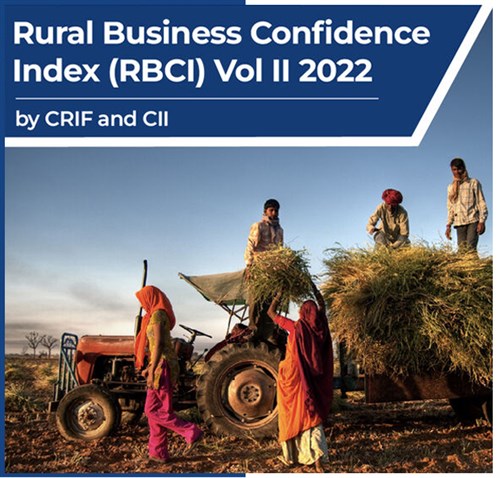 Rural Business Confidence
Index (RBCI) Vol II 2022
by CRIF and CII